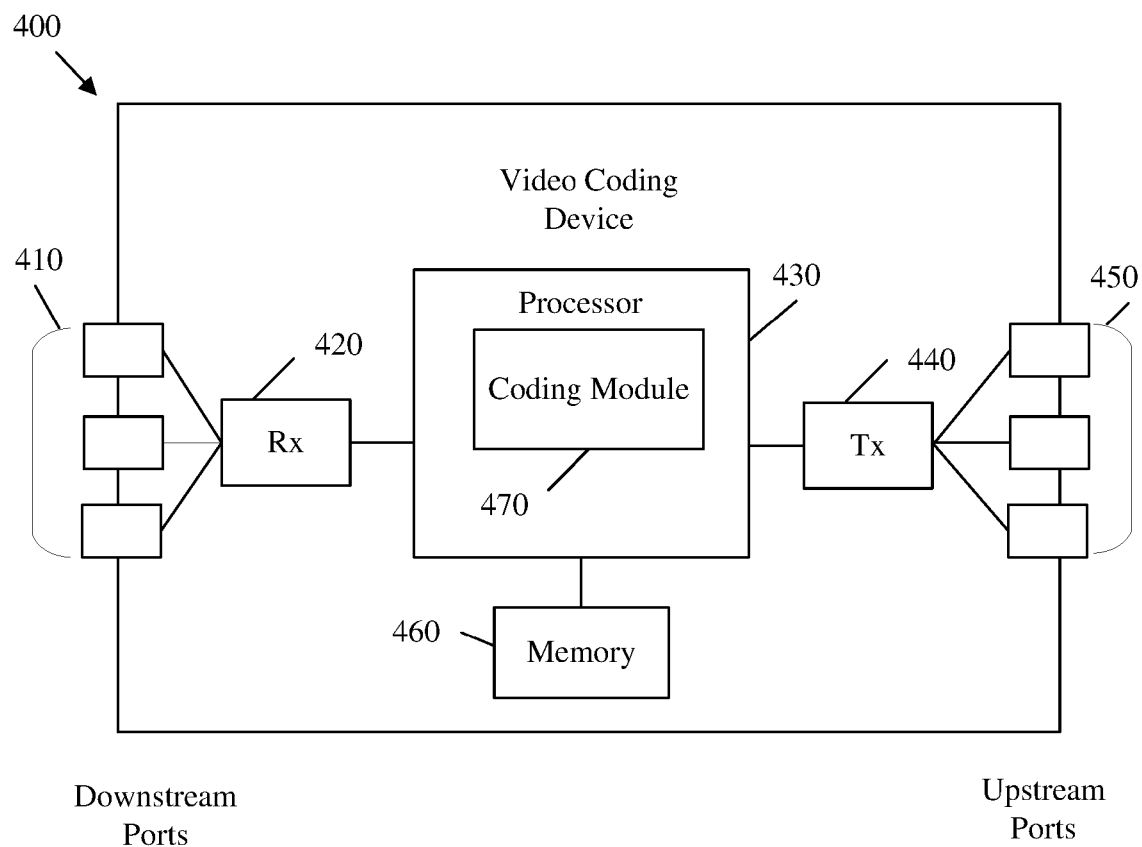 400
Video Coding
Device
410
430
450
Processor
420
440
Coding Module
Rx
Tx
470
460
Memory
Downstream
Ports
Upstream
Ports